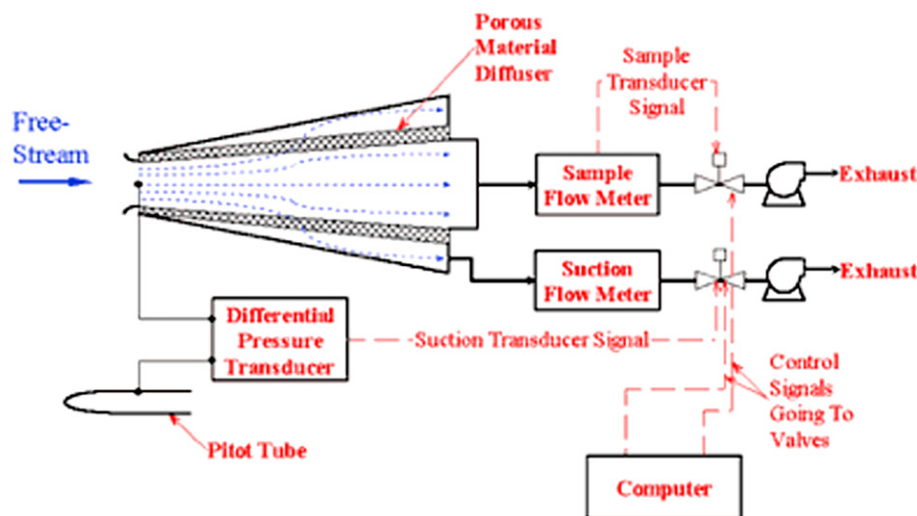 Porous
Material
Diffuser
Sample
Transducer
Signal
Free-
Stream
Sample
Flow Meter
Exhaust
Suction
Flow Meter
Exhaust
Differential
Pressure
Transducer
Suction Transducer Signal
Control
Signals
Going To
Valves
Pitot Tube
Computer